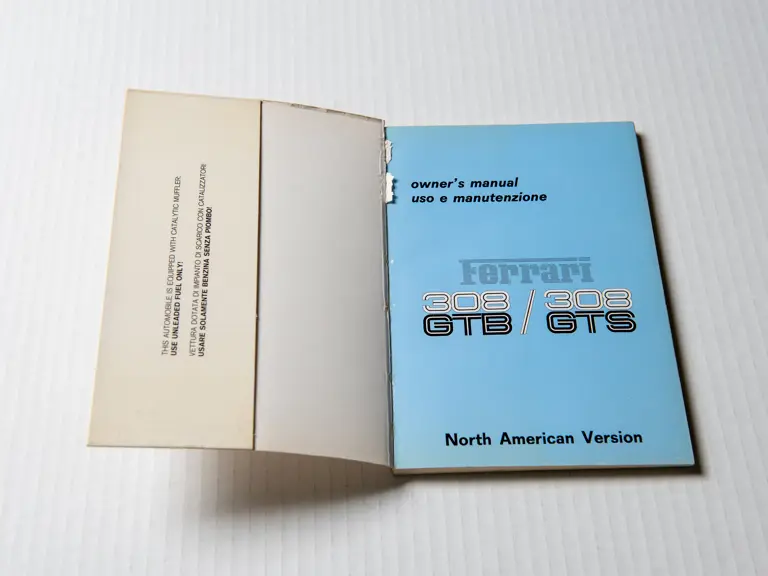 THIS AUTOMOBILE IS EQUIPPED WITH CATALYTIC MUFFLER:
USE UNLEADED FUEL ONLY!
VETTURA DOTATA DI IMPIANTO DI SCARICO CON CATALIZZATORI
USARE SOLAMENTE BENZINA SENZA PIOMBO!
owner's manual
uso e manutenzione
Ferrari
308 / 308
GTB / GTS
North American Version